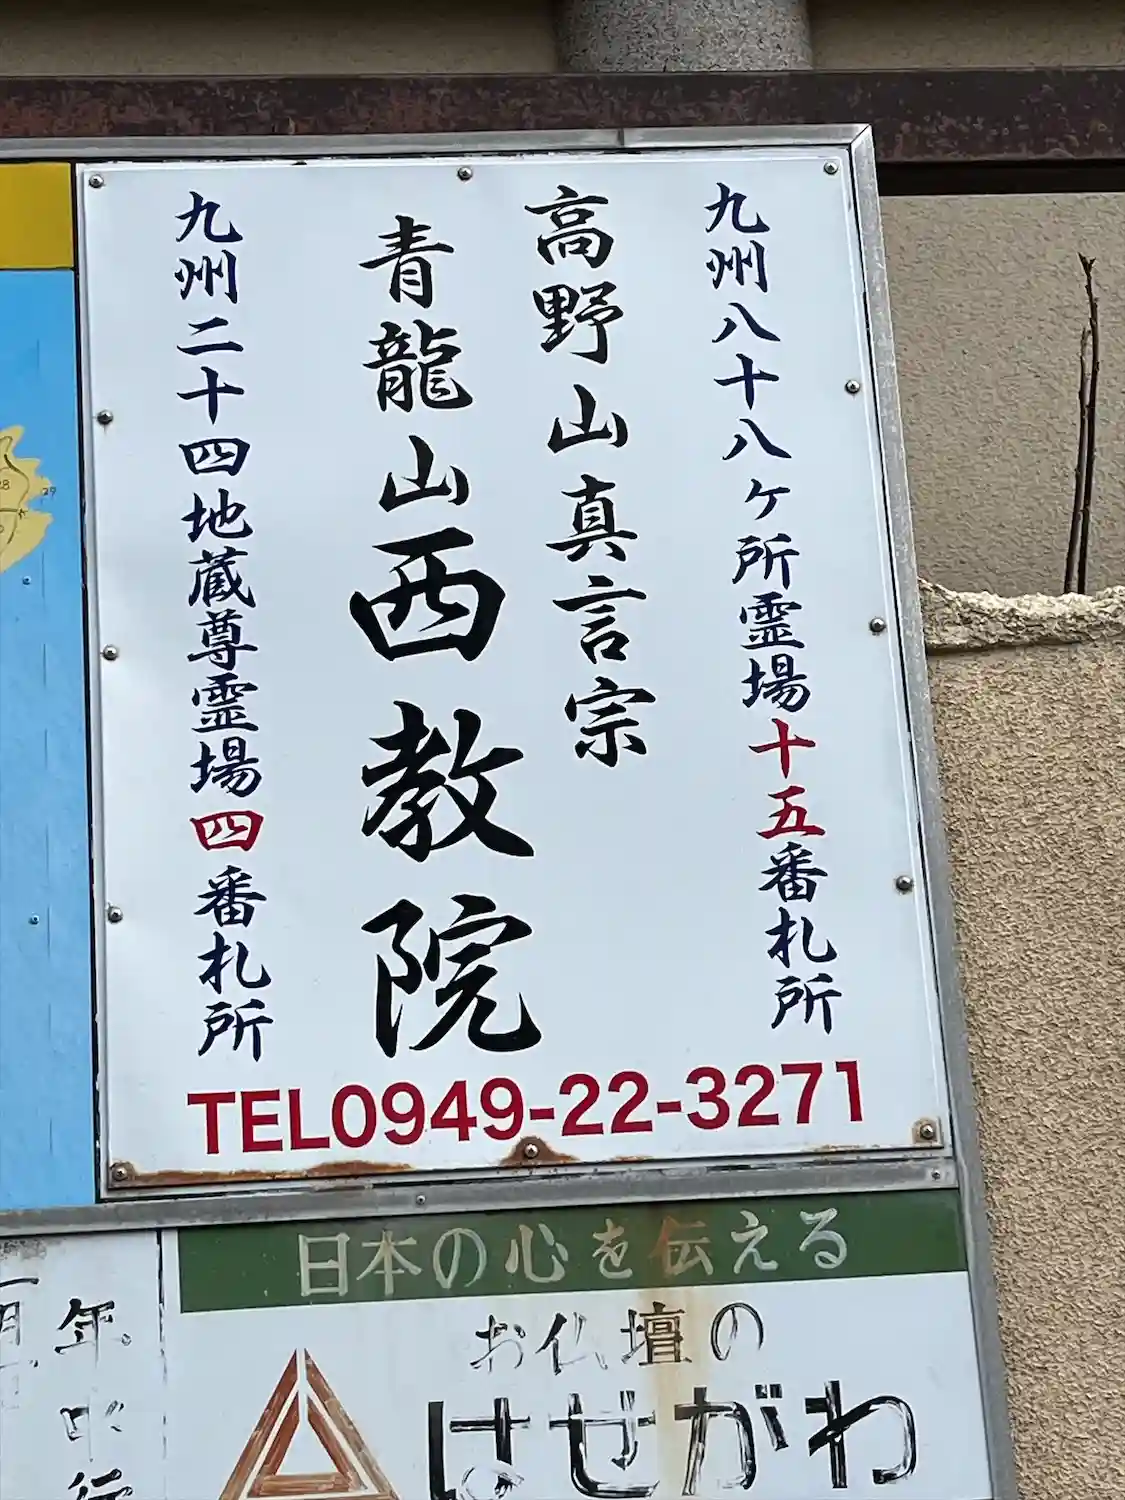 九州八十八ヶ所霊場十五番札所
高野山真言宗
青龍山西教院
九州二十四地蔵尊霊場四番札所
TEL0949-22-3271
日本の心を伝える
お仏壇の
はせがわ
年
28
29